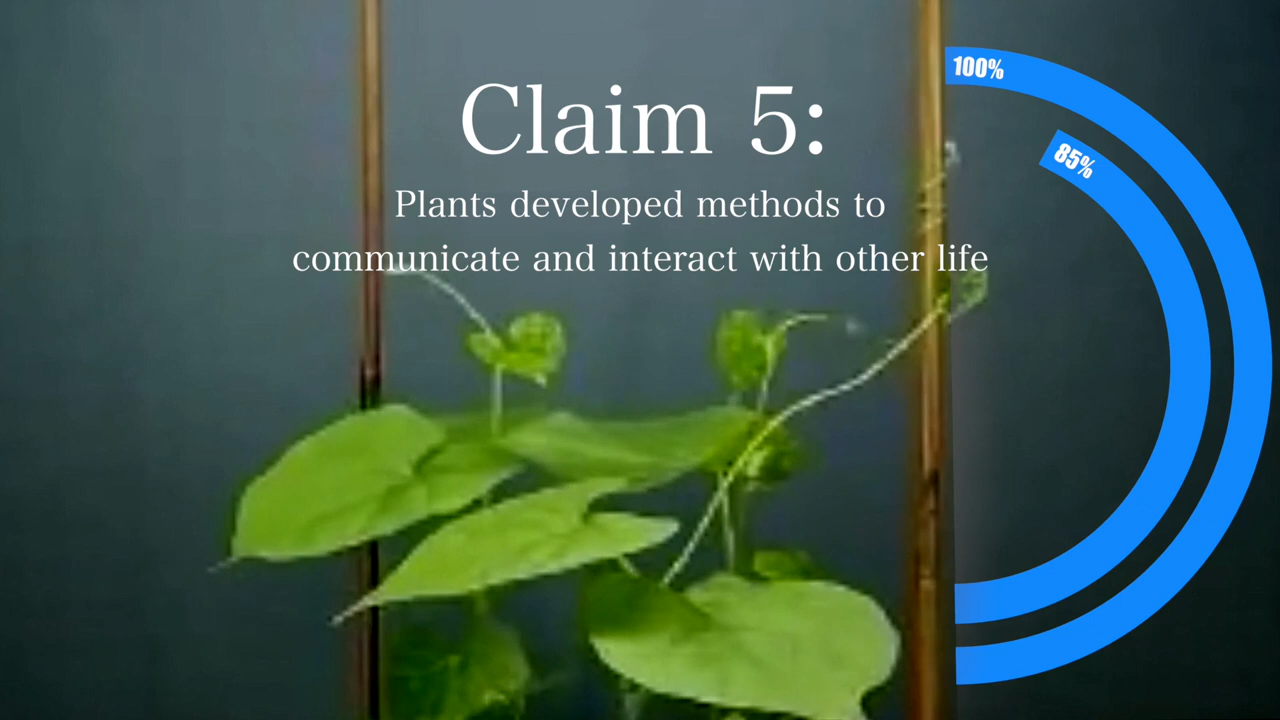 Claim 5:
Plants developed methods to
communicate and interact with other life
100%
85%